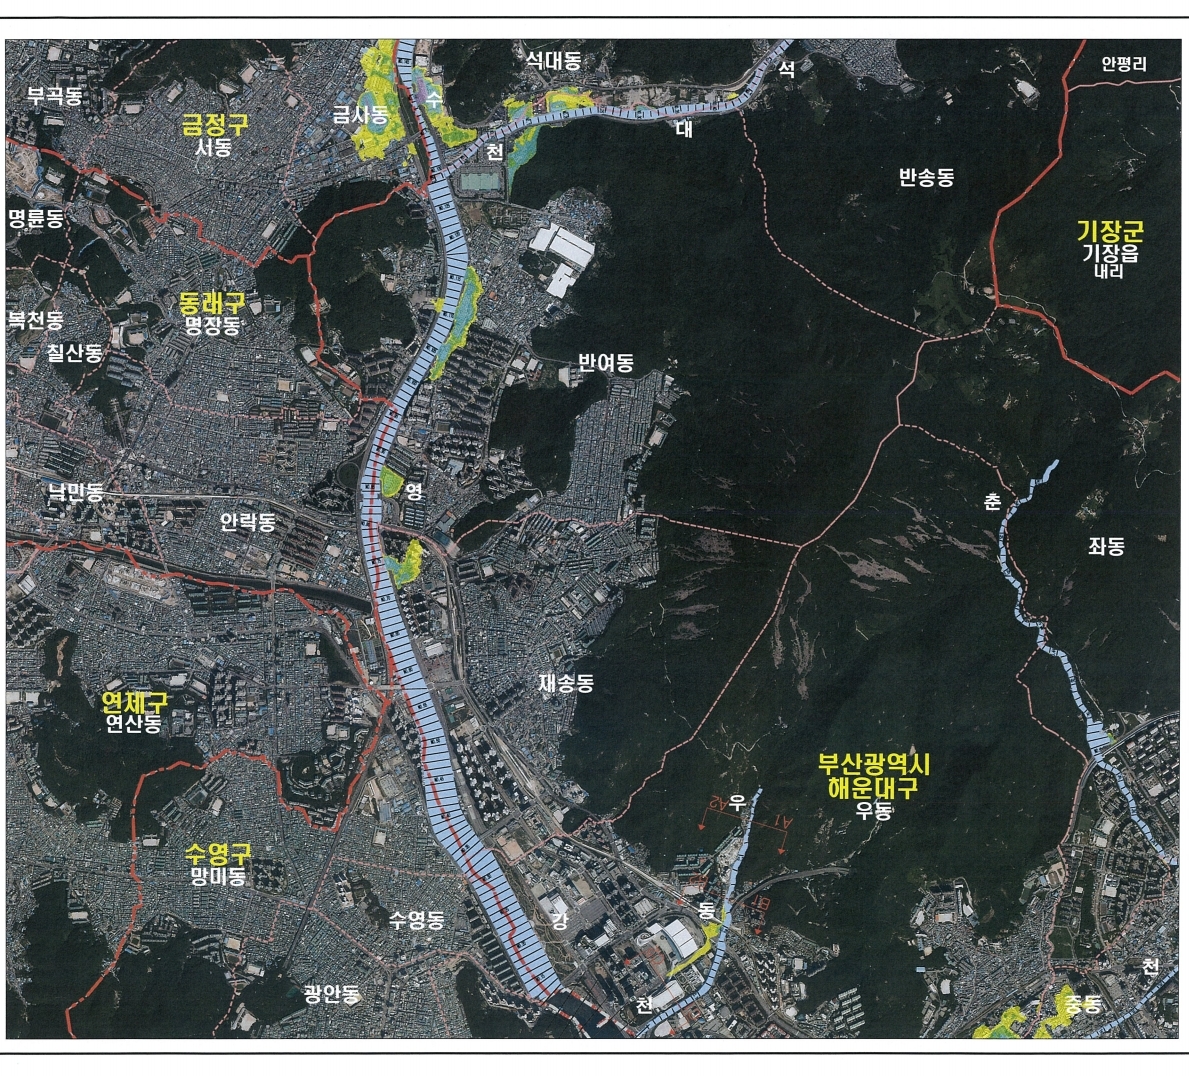 석대동
석
안평리
부곡동
수
금사동
금정구
서동
대
천
반송동
명륜동
기장군
기장읍
내리
동래구
명장동
복천동
칠산동
반여동
낙민동
영
춘
안락동
좌동
재송동
연제구
연산동
부산광역시
해운대구
우동
우
A2
A1
수영구
망미동
동
수영동
강
천
광안동
천
중동